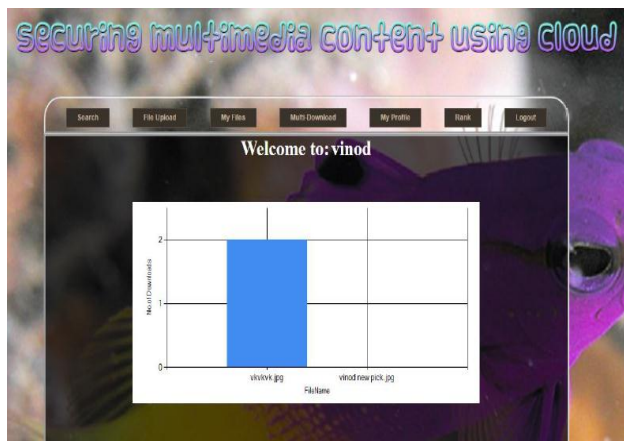 securing multimedia content using cloud
Search File Upload My Files Multi-Download My Profile Rank Logout
Welcome to: vinod
2
1
0
No.of Downloads
vkvkvk.jpg vinod new pick.jpg
FileName